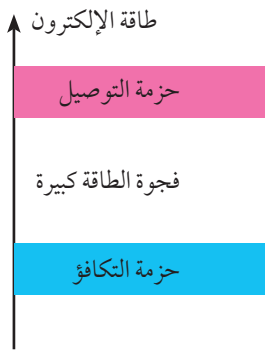 طاقة الإلكترون
حزمة التوصيل
فجوة الطاقة كبيرة
حزمة التكافؤ